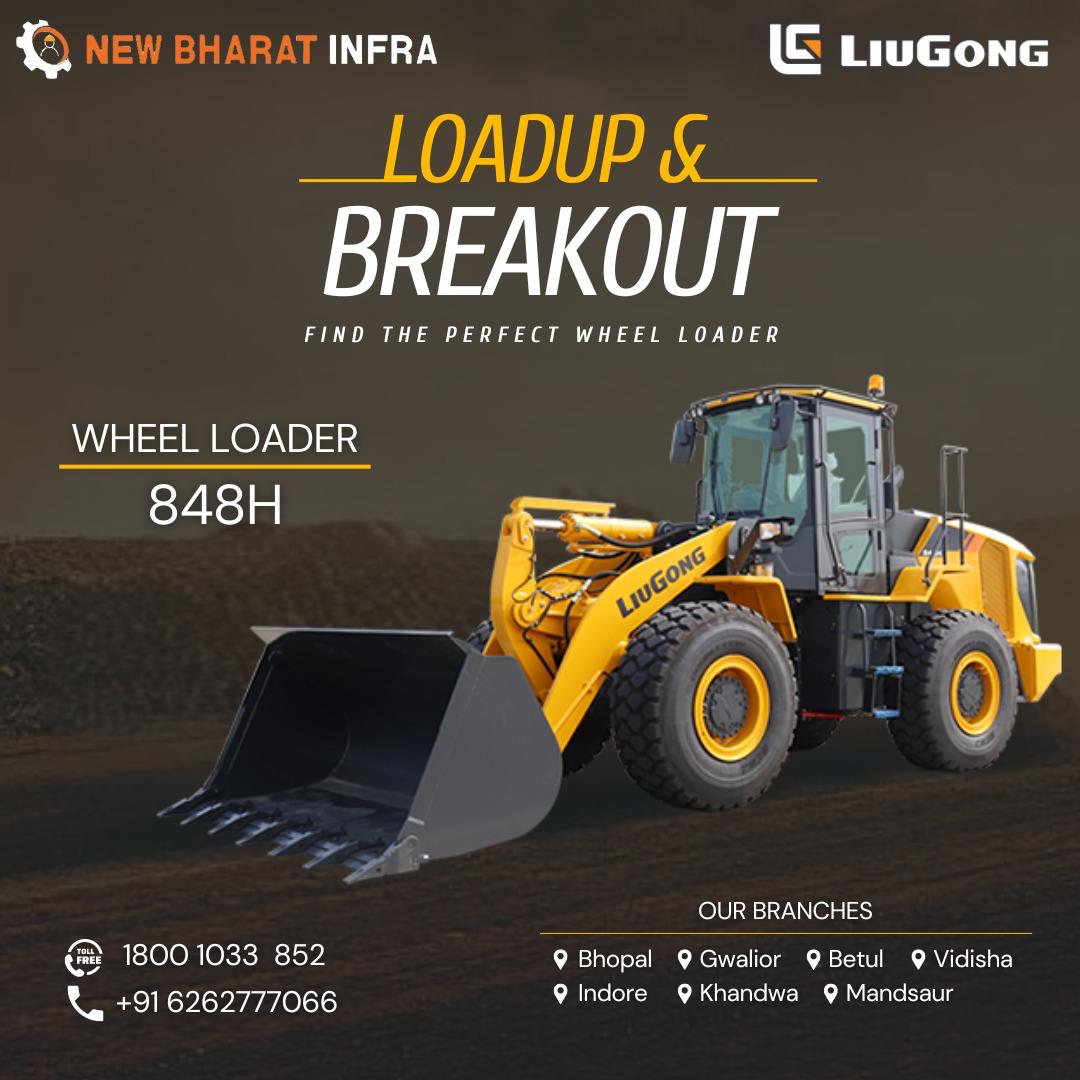 NEW BHARAT INFRA
LG LIUGONG
LOADUP &
BREAKOUT
FIND THE PERFECT WHEEL LOADER
WHEEL LOADER
848H
LIUGONG
OUR BRANCHES
TOLL FREE 1800 1033 852
+91 6262777066
Bhopal Gwalior Betul Vidisha
Indore Khandwa Mandsaur